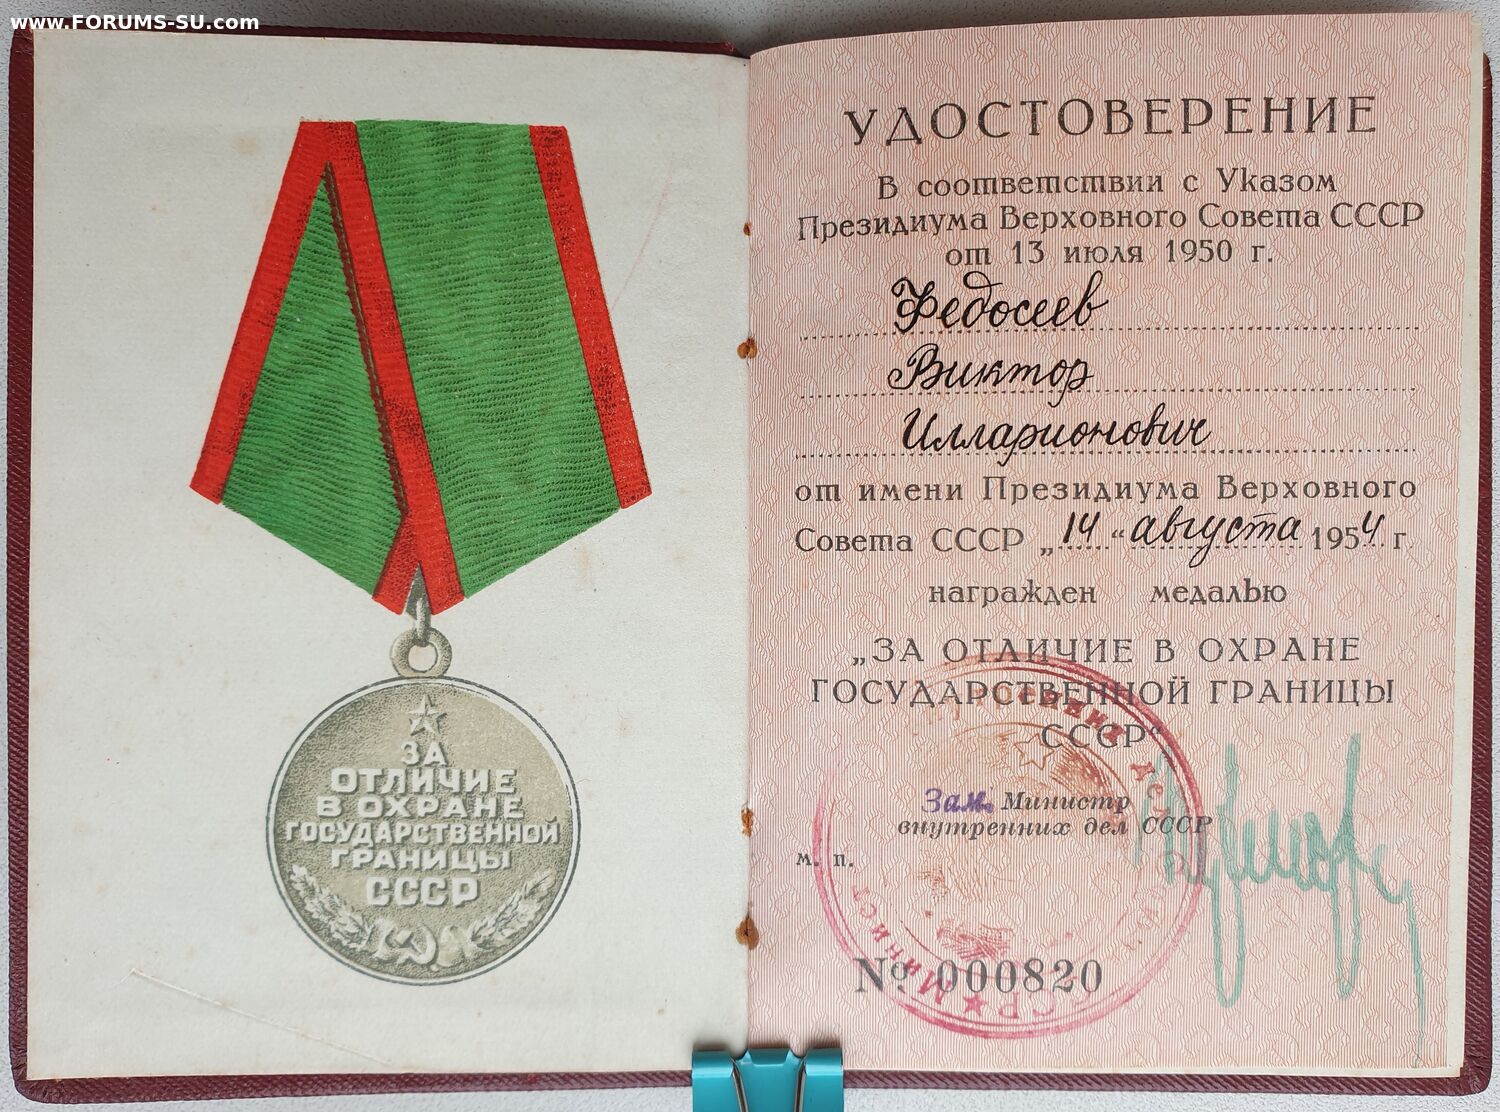 www.FORUMS-SU.com
ЗА
ОТЛИЧИЕ
В ОХРАНЕ
ГОСУДАРСТВЕННОЙ
ГРАНИЦЫ
СССР
УДОСТОВЕРЕНИЕ
В соответствии с Указом
Президиума Верховного Совета СССР
от 13 июля 1950 г.
Федосеев
Виктор
Илларионович
от имени Президиума Верховного
Совета СССР „14“ августа 1954 г.
награжден медалью
„ЗА ОТЛИЧИЕ В ОХРАНЕ
ГОСУДАРСТВЕННОЙ ГРАНИЦЫ
СССР“
Зам. Министр
внутренних дел СССР
м. п.
№ 000820